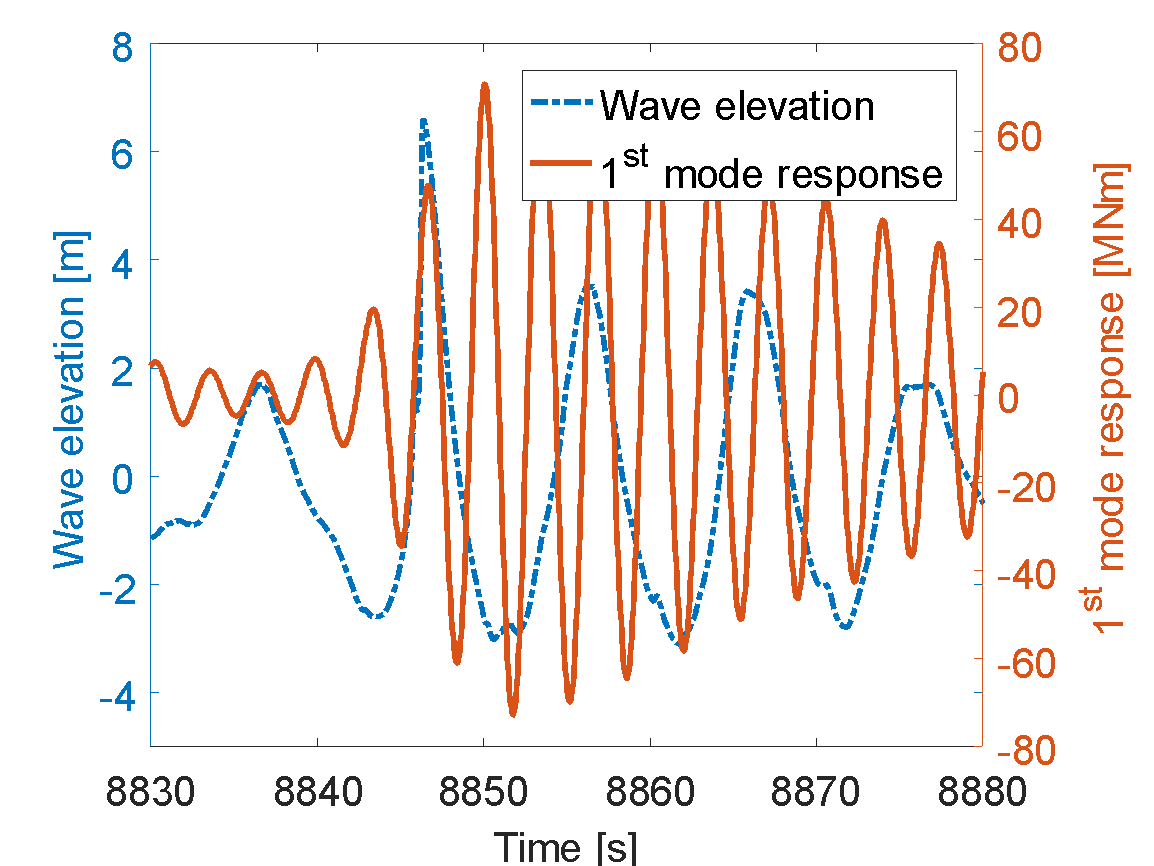 8
6
4
2
0
-2
-4
Wave elevation [m]
80
60
40
20
0
-20
-40
-60
-80
1st mode response [MNm]
Wave elevation
1st mode response
8830 8840 8850 8860 8870 8880
Time [s]